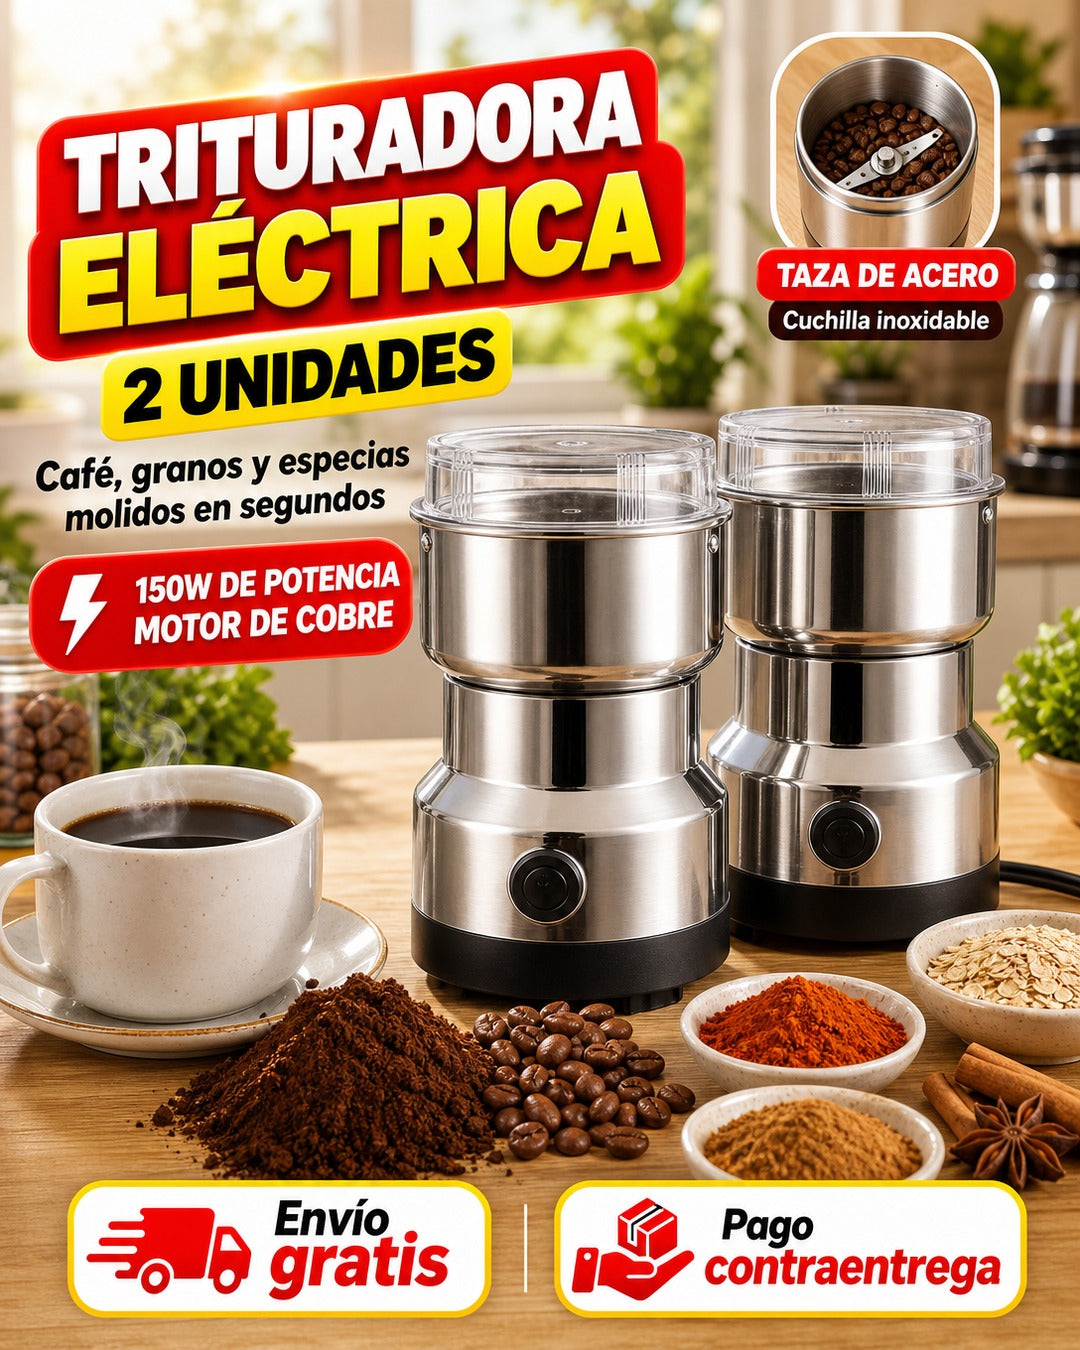 TRITURADORA
ELÉCTRICA
2 UNIDADES
Café, granos y especias
molidos en segundos
150W DE POTENCIA
MOTOR DE COBRE
TAZA DE ACERO
Cuchilla inoxidable
Envío
gratis
Pago
contraentrega